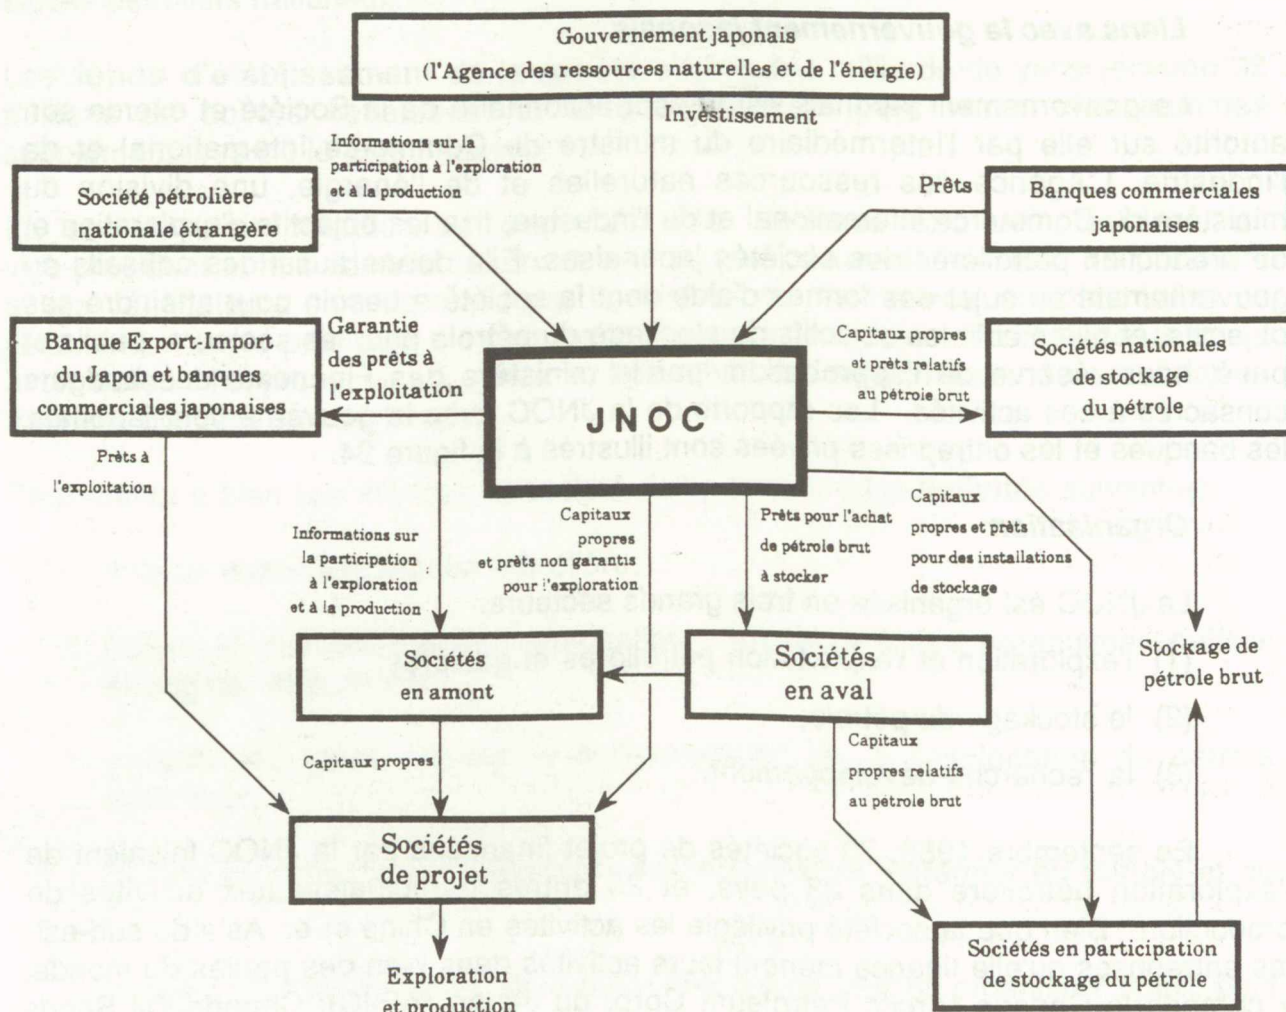 Gouvernement japonais
(l'Agence des ressources naturelles et de l'énergie)
Investissement
Informations sur la
participation à l'exploration
et à la production
Société pétrolière
nationale étrangère
Prêts
Banques commerciales
japonaises
Banque Export-Import
du Japon et banques
commerciales japonaises
Garantie
des prêts à
l'exploitation
JNOC
Capitaux propres
et prêts relatifs
au pétrole brut
Sociétés nationales
de stockage
du pétrole
Prêts à
l'exploitation
Informations sur
la participation
à l'exploration
et à la production
Capitaux
propres
et prêts non garantis
pour l'exploration
Prêts pour l'achat
de pétrole brut
à stocker
Capitaux
propres et prêts
pour des installations
de stockage
Sociétés
en amont
Sociétés
en aval
Stockage de
pétrole brut
Capitaux propres
Capitaux
propres relatifs
au pétrole brut
Sociétés
de projet
Exploration
et production
Sociétés en participation
de stockage du pétrole